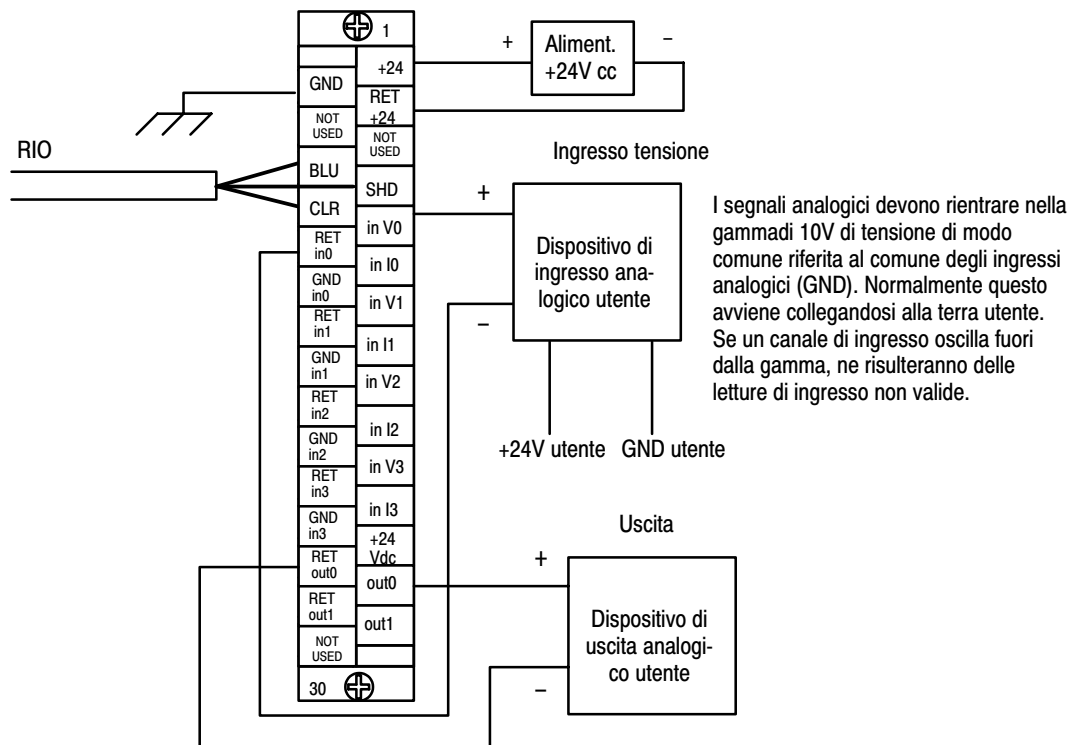 1
+
Aliment.
+24V cc
–
+24
GND
RET
+24
NOT
USED
NOT
USED
RIO
BLU
SHD
CLR
in V0
RET
in0
in I0
GND
in0
in V1
RET
in1
in I1
GND
in1
in V2
RET
in2
in I2
GND
in2
in V3
RET
in3
in I3
GND
in3
+24
Vdc
RET
out0
out0
RET
out1
out1
NOT
USED
30
Ingresso tensione
+
Dispositivo di
ingresso ana-
logico utente
–
+24V utente GND utente
I segnali analogici devono rientrare nella
gammadi 10V di tensione di modo
comune riferita al comune degli ingressi
analogici (GND). Normalmente questo
avviene collegandosi alla terra utente.
Se un canale di ingresso oscilla fuori
dalla gamma, ne risulteranno delle
letture di ingresso non valide.
Uscita
+
Dispositivo di
uscita analogi-
co utente
–